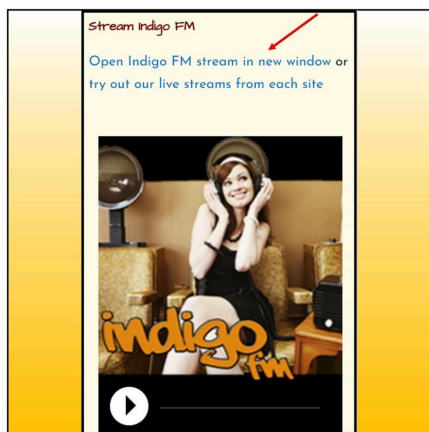 Stream Indigo FM
Open Indigo FM stream in new window or
try out our live streams from each site
indigo
fm